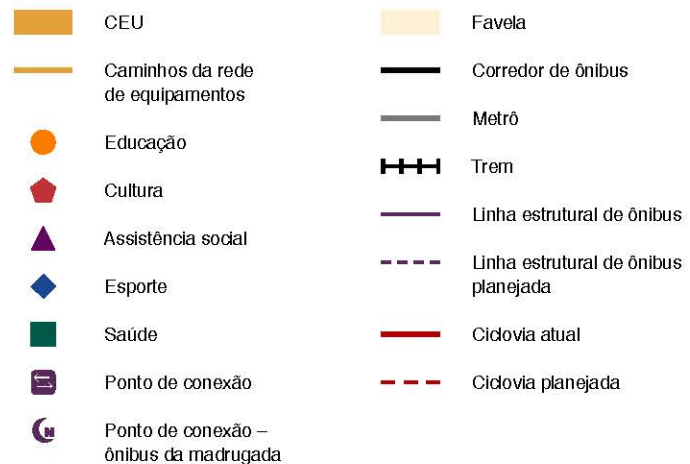 CEU
Caminhos da rede
de equipamentos
Educação
Cultura
Assistência social
Esporte
Saúde
Ponto de conexão
N
Ponto de conexão –
ônibus da madrugada
Favela
Corredor de ônibus
Metrô
Trem
Linha estrutural de ônibus
Linha estrutural de ônibus
planejada
Ciclovia atual
Ciclovia planejada